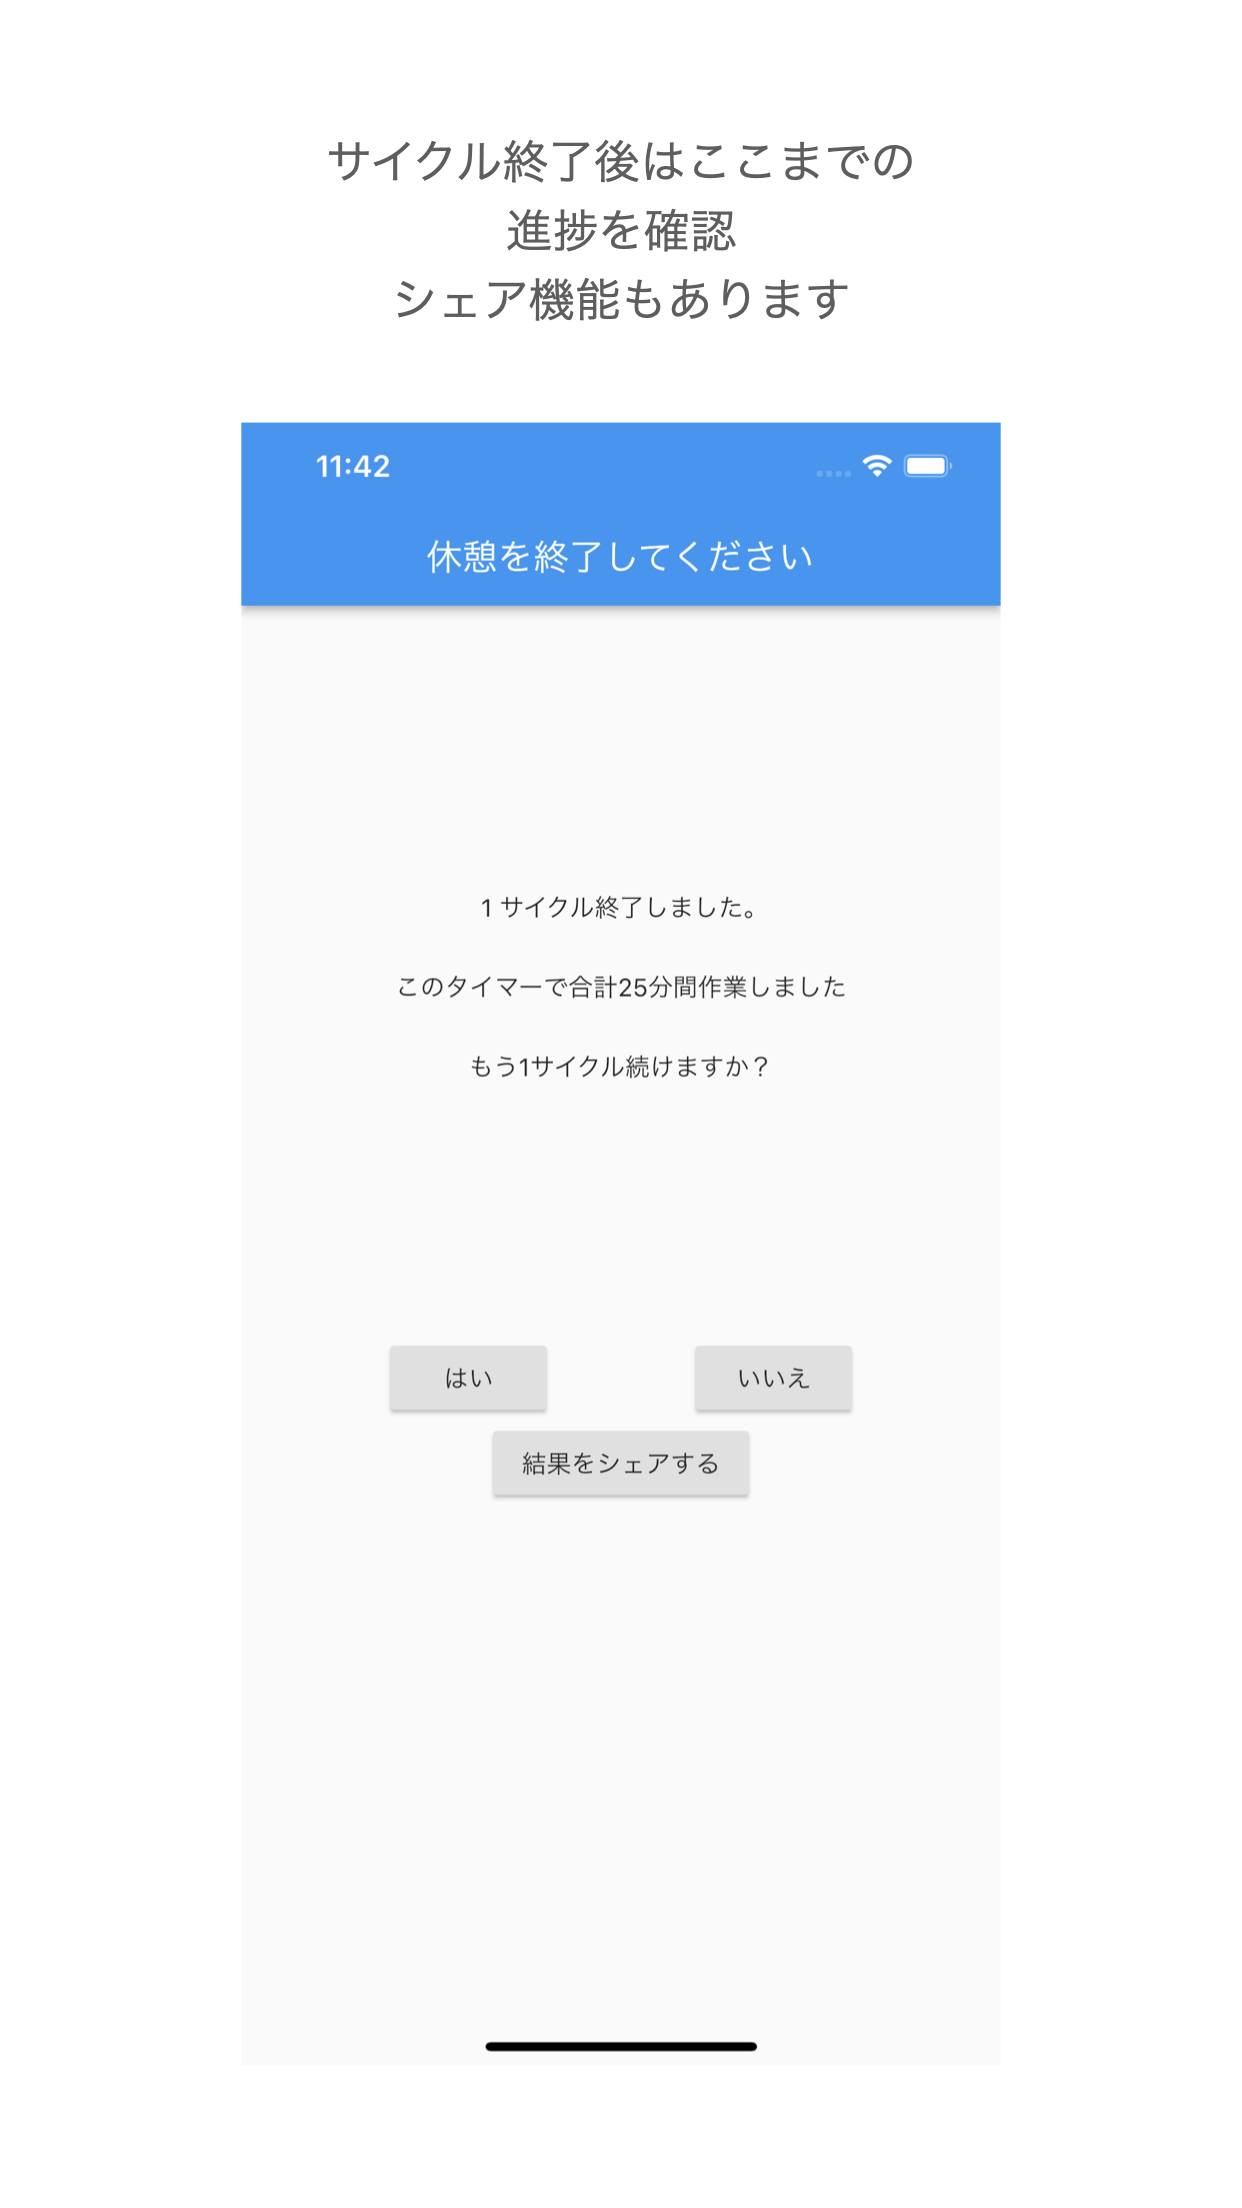 サイクル終了後はここまでの
進捗を確認
シェア機能もあります
11:42
休憩を終了してください
1 サイクル終了しました。
このタイマーで合計25分間作業しました
もう1サイクル続けますか？
はい
いいえ
結果をシェアする